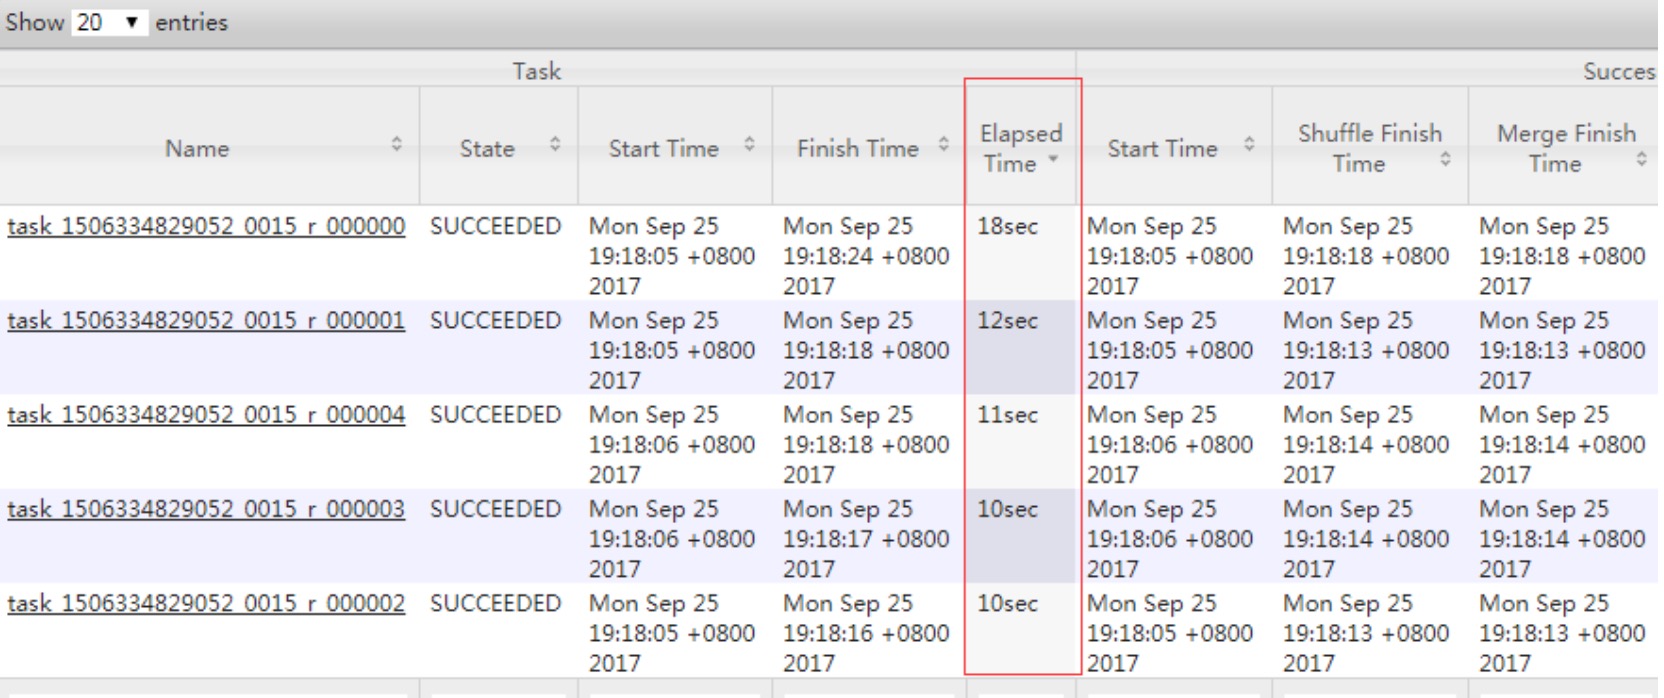 Show 20 entries
Task
Succes
Name
State
Start Time
Finish Time
Elapsed
Time
Start Time
Shuffle Finish
Time
Merge Finish
Time
task_1506334829052_0015_r_000000 SUCCEEDED Mon Sep 25 Mon Sep 25 18sec Mon Sep 25 Mon Sep 25 Mon Sep 25
19:18:05 +0800 19:18:24 +0800 19:18:05 +0800 19:18:18 +0800 19:18:18 +0800
2017 2017 2017 2017 2017
task_1506334829052_0015_r_000001 SUCCEEDED Mon Sep 25 Mon Sep 25 12sec Mon Sep 25 Mon Sep 25 Mon Sep 25
19:18:05 +0800 19:18:18 +0800 19:18:05 +0800 19:18:13 +0800 19:18:13 +0800
2017 2017 2017 2017 2017
task_1506334829052_0015_r_000004 SUCCEEDED Mon Sep 25 Mon Sep 25 11sec Mon Sep 25 Mon Sep 25 Mon Sep 25
19:18:06 +0800 19:18:18 +0800 19:18:06 +0800 19:18:14 +0800 19:18:14 +0800
2017 2017 2017 2017 2017
task_1506334829052_0015_r_000003 SUCCEEDED Mon Sep 25 Mon Sep 25 10sec Mon Sep 25 Mon Sep 25 Mon Sep 25
19:18:06 +0800 19:18:17 +0800 19:18:06 +0800 19:18:14 +0800 19:18:14 +0800
2017 2017 2017 2017 2017
task_1506334829052_0015_r_000002 SUCCEEDED Mon Sep 25 Mon Sep 25 10sec Mon Sep 25 Mon Sep 25 Mon Sep 25
19:18:05 +0800 19:18:16 +0800 19:18:05 +0800 19:18:13 +0800 19:18:13 +0800
2017 2017 2017 2017 2017